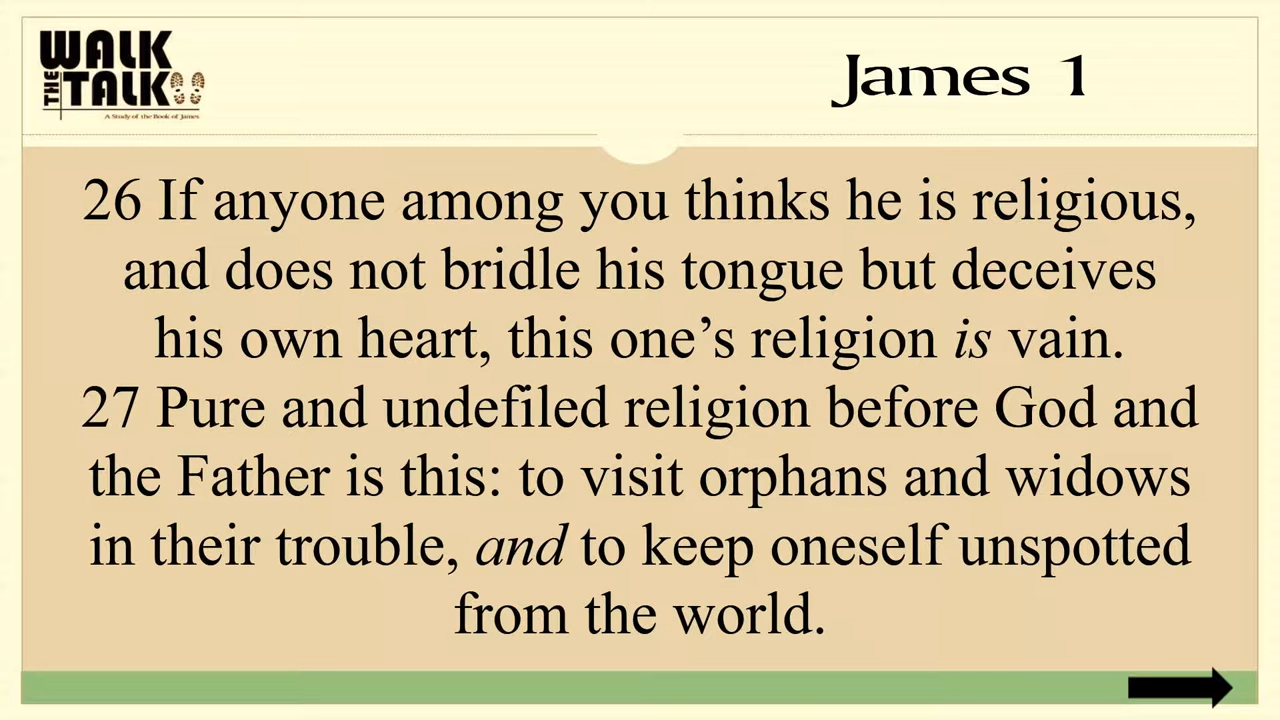 WALK
THE TALK
A Study of the Book of James
James 1
26 If anyone among you thinks he is religious,
and does not bridle his tongue but deceives
his own heart, this one’s religion is vain.
27 Pure and undefiled religion before God and
the Father is this: to visit orphans and widows
in their trouble, and to keep oneself unspotted
from the world.